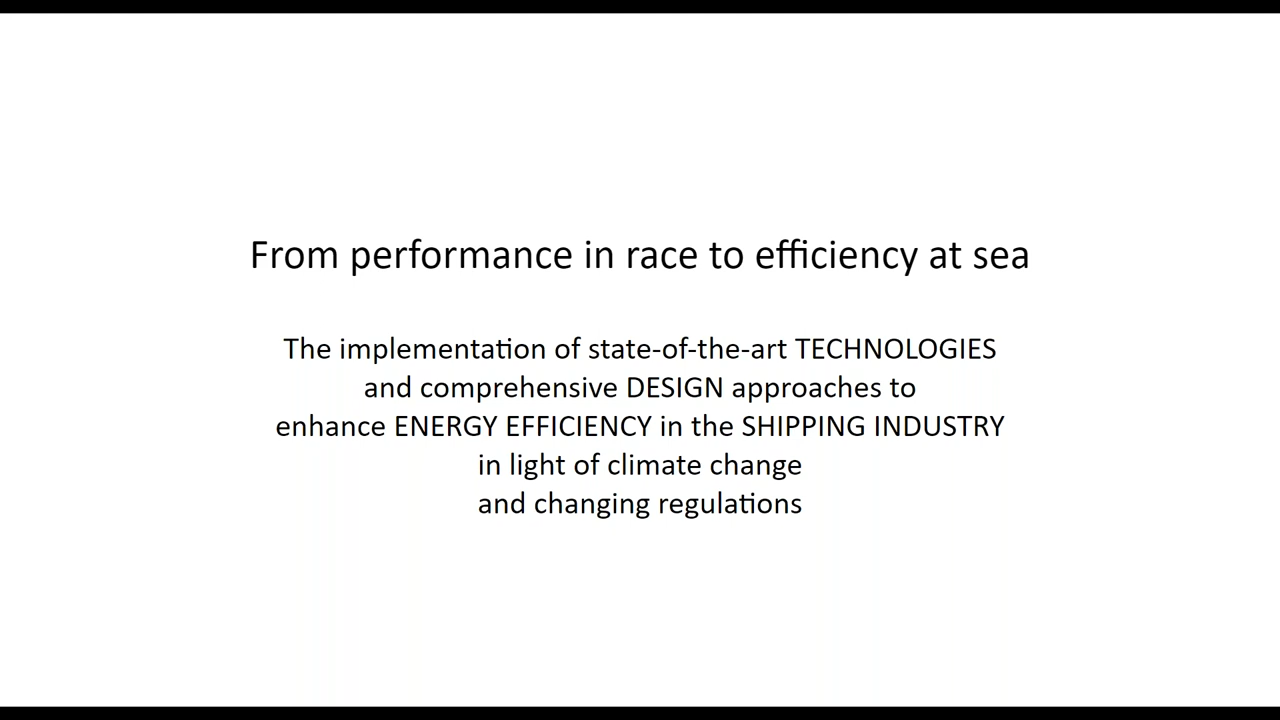 From performance in race to efficiency at sea
The implementation of state-of-the-art TECHNOLOGIES
and comprehensive DESIGN approaches to
enhance ENERGY EFFICIENCY in the SHIPPING INDUSTRY
in light of climate change
and changing regulations